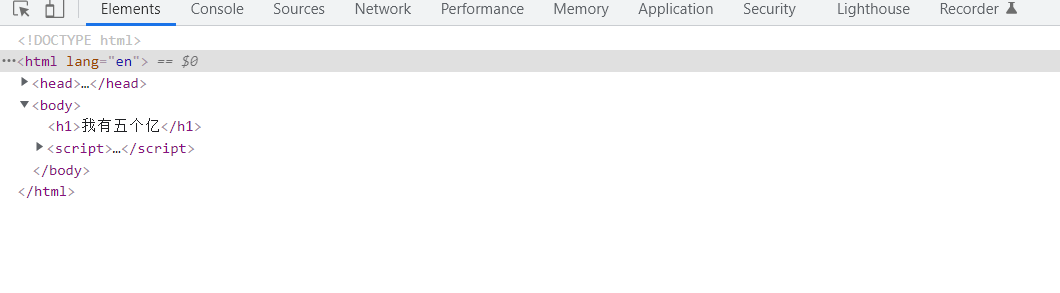 Elements Console Sources Network Performance Memory Application Security Lighthouse Recorder
<!DOCTYPE html>
…<html lang="en"> == $0
<head>…</head>
<body>
<h1>我有五个亿</h1>
<script>…</script>
</body>
</html>